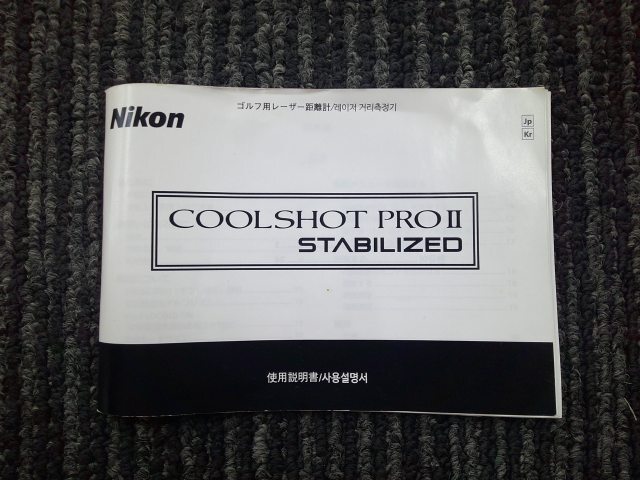 ゴルフ用レーザー距離計/레이저 거리측정기
Nikon
Jp
Kr
COOLSHOT PRO II
STABILIZED
使用説明書/사용설명서